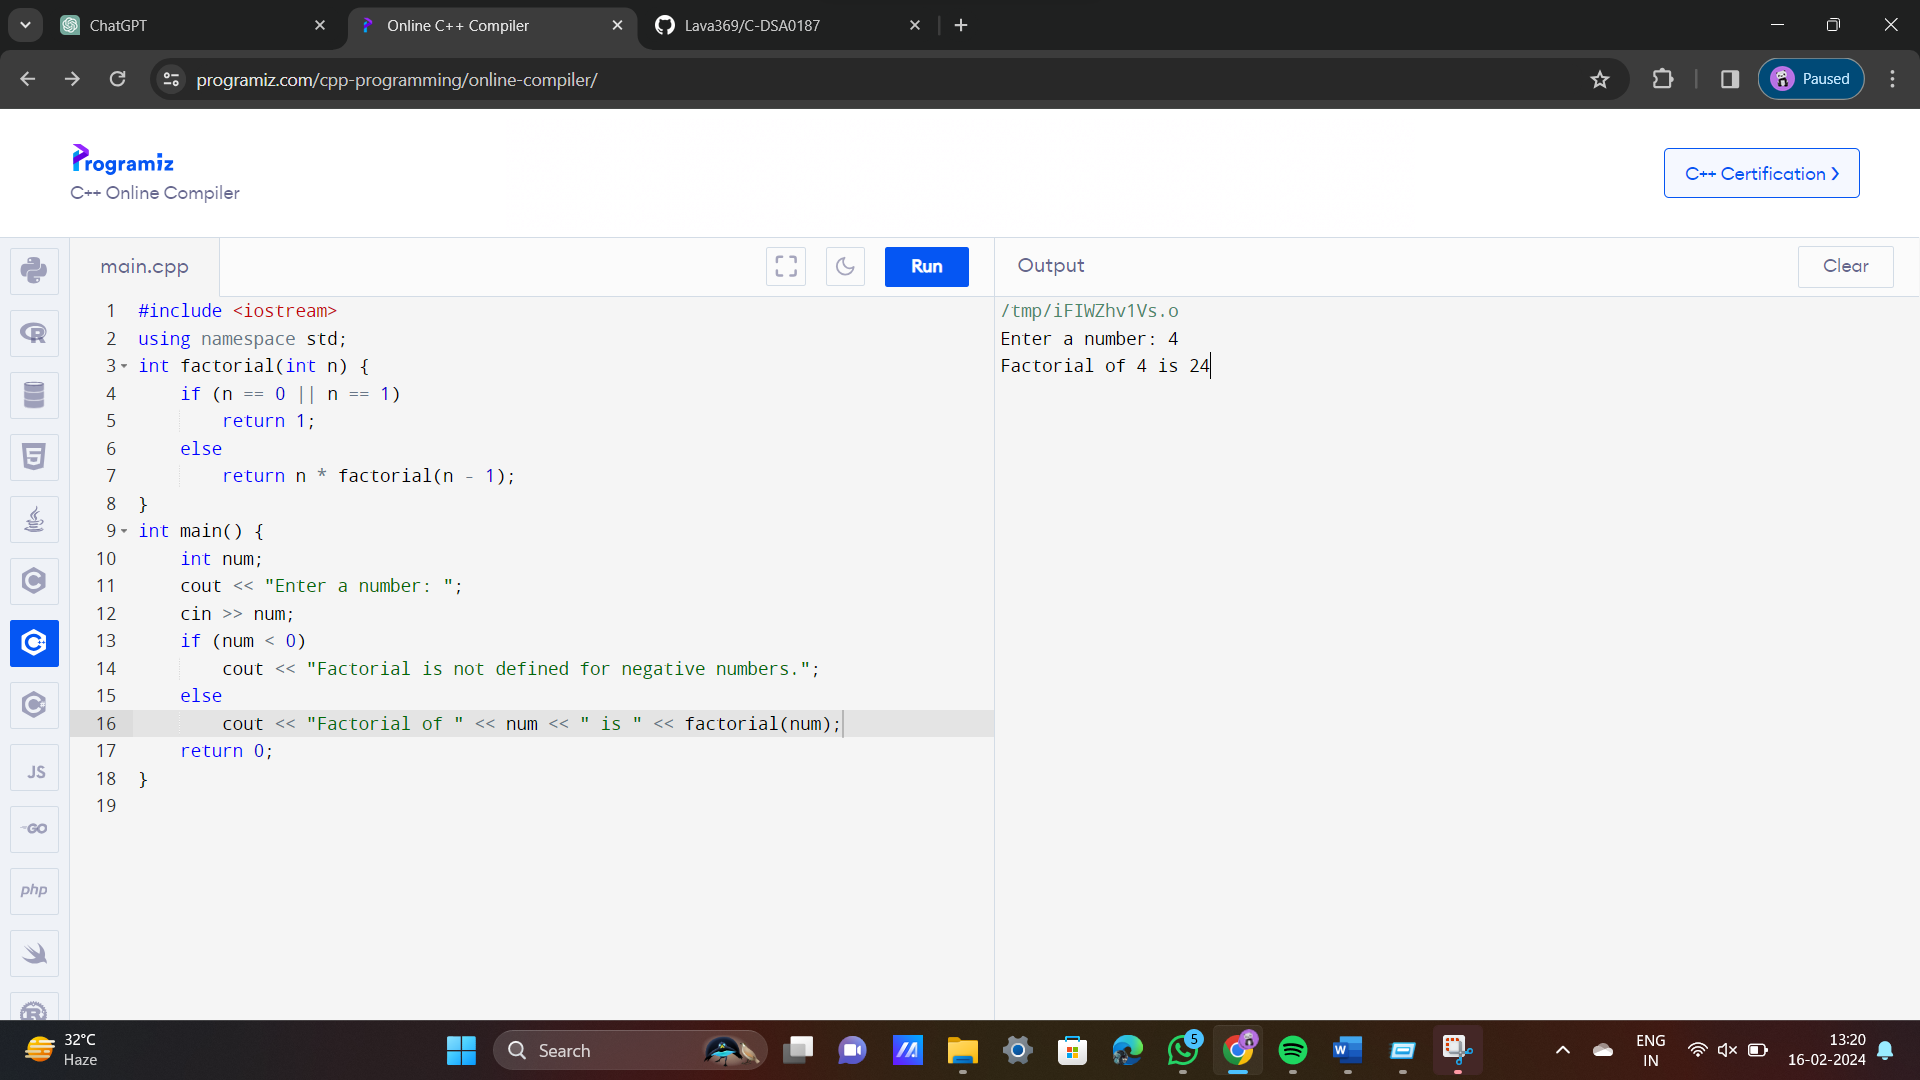 ChatGPT
Online C++ Compiler
Lava369/C-DSA0187
programiz.com/cpp-programming/online-compiler/
Paused
Programiz
C++ Online Compiler
C++ Certification
main.cpp
Run
Output
Clear
1 #include <iostream>
2 using namespace std;
3 int factorial(int n) {
4     if (n == 0 || n == 1)
5         return 1;
6     else
7         return n * factorial(n - 1);
8 }
9 int main() {
10     int num;
11     cout << "Enter a number: ";
12     cin >> num;
13     if (num < 0)
14         cout << "Factorial is not defined for negative numbers.";
15     else
16         cout << "Factorial of " << num << " is " << factorial(num);
17     return 0;
18 }
19
/tmp/iFIWZhv1Vs.o
Enter a number: 4
Factorial of 4 is 24
JS
GO
php
32°C
Haze
Search
5
ENG
IN
13:20
16-02-2024